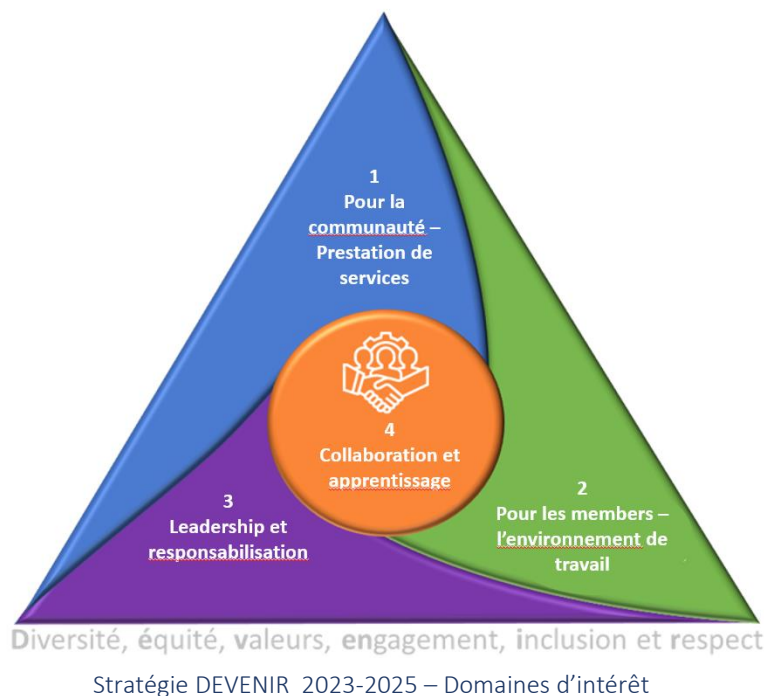 1
Pour la
communauté –
Prestation de
services
4
Collaboration et
apprentissage
3
Leadership et
responsabilisation
2
Pour les members –
l’environnement de
travail
Diversité, équité, valeurs, engagement, inclusion et respect
Stratégie DEVENIR 2023-2025 – Domaines d’intérêt